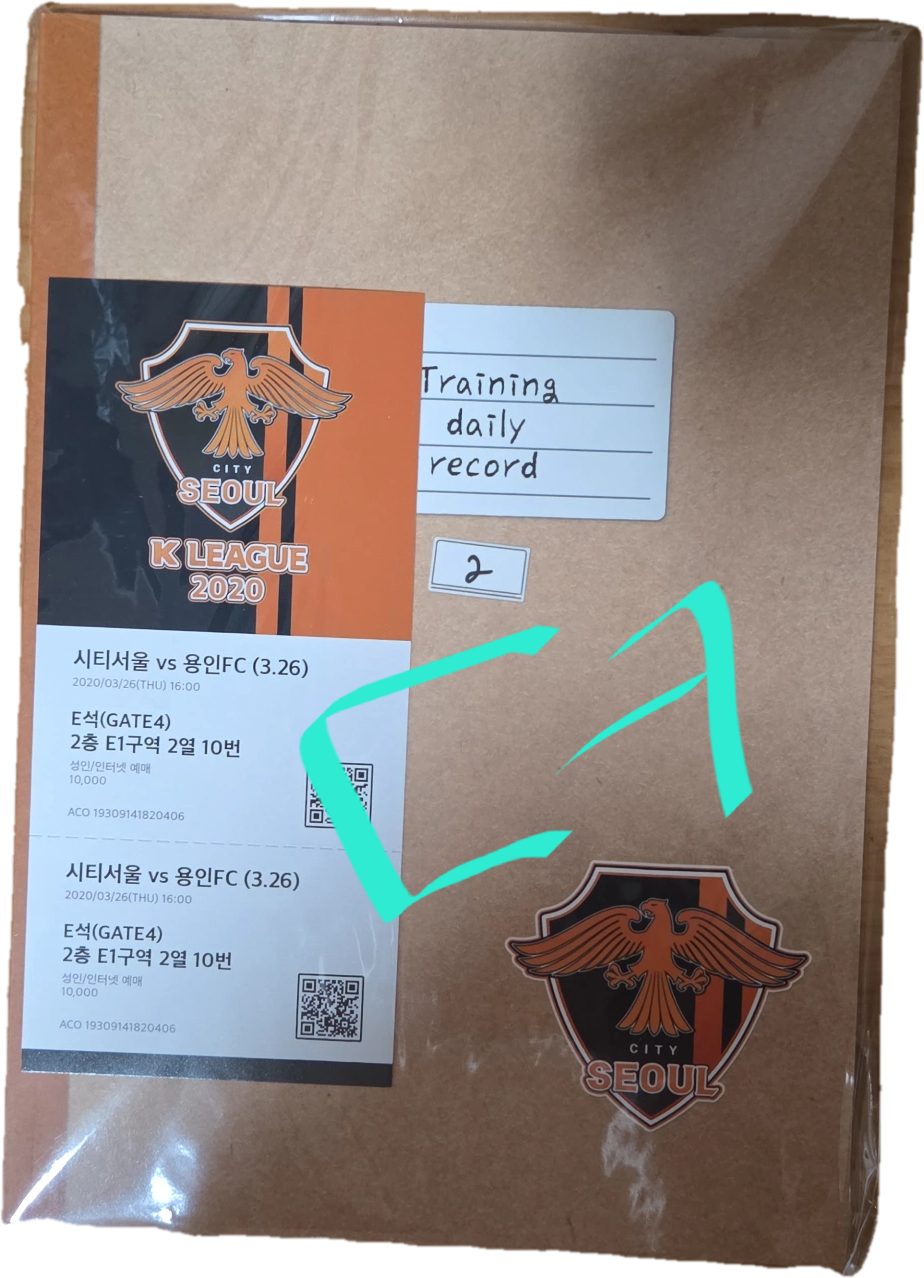 CITY
SEOUL
K LEAGUE
2020
시티서울 vs 용인FC (3.26)
2020/03/26(THU) 16:00
E석(GATE4)
2층 E1구역 2열 10번
성인/인터넷 예매
10,000
ACO 19309141820406
시티서울 vs 용인FC (3.26)
2020/03/26(THU) 16:00
E석(GATE4)
2층 E1구역 2열 10번
성인/인터넷 예매
10,000
ACO 19309141820406
Training
daily
record
2
ㄷㅋ
CITY
SEOUL